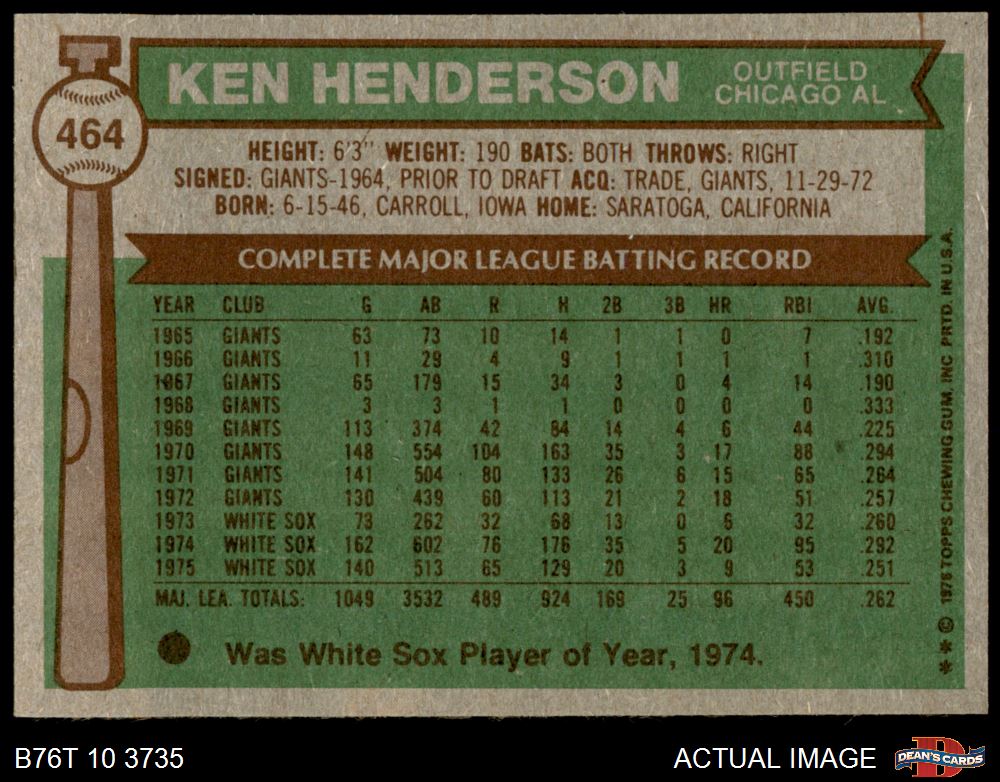 464
KEN HENDERSON
OUTFIELD
CHICAGO AL
HEIGHT: 6'3" WEIGHT: 190 BATS: BOTH THROWS: RIGHT
SIGNED: GIANTS-1964, PRIOR TO DRAFT ACQ: TRADE, GIANTS, 11-29-72
BORN: 6-15-46, CARROLL, IOWA HOME: SARATOGA, CALIFORNIA
COMPLETE MAJOR LEAGUE BATTING RECORD
YEAR CLUB G AB R H 2B 3B HR RBI AVG.
1965 GIANTS 63 73 10 14 1 1 0 7 .192
1966 GIANTS 11 29 4 9 1 1 1 1 .310
1967 GIANTS 65 179 15 34 3 0 4 14 .190
1968 GIANTS 3 3 1 1 0 0 0 0 .333
1969 GIANTS 113 374 42 84 14 4 6 44 .225
1970 GIANTS 148 554 104 163 35 3 17 88 .294
1971 GIANTS 141 504 80 133 26 6 15 65 .264
1972 GIANTS 130 439 60 113 21 2 18 51 .257
1973 WHITE SOX 73 262 32 68 13 0 6 32 .260
1974 WHITE SOX 162 602 76 176 35 5 20 95 .292
1975 WHITE SOX 140 513 65 129 20 3 9 53 .251
MAJ. LEA. TOTALS: 1049 3532 489 924 169 25 96 450 .262
Was White Sox Player of Year, 1974.
** © 1976 TOPPS CHEWING GUM, INC PRTD. IN U.S.A.
B76T 10 3735
ACTUAL IMAGE
D
DEAN'S CARDS